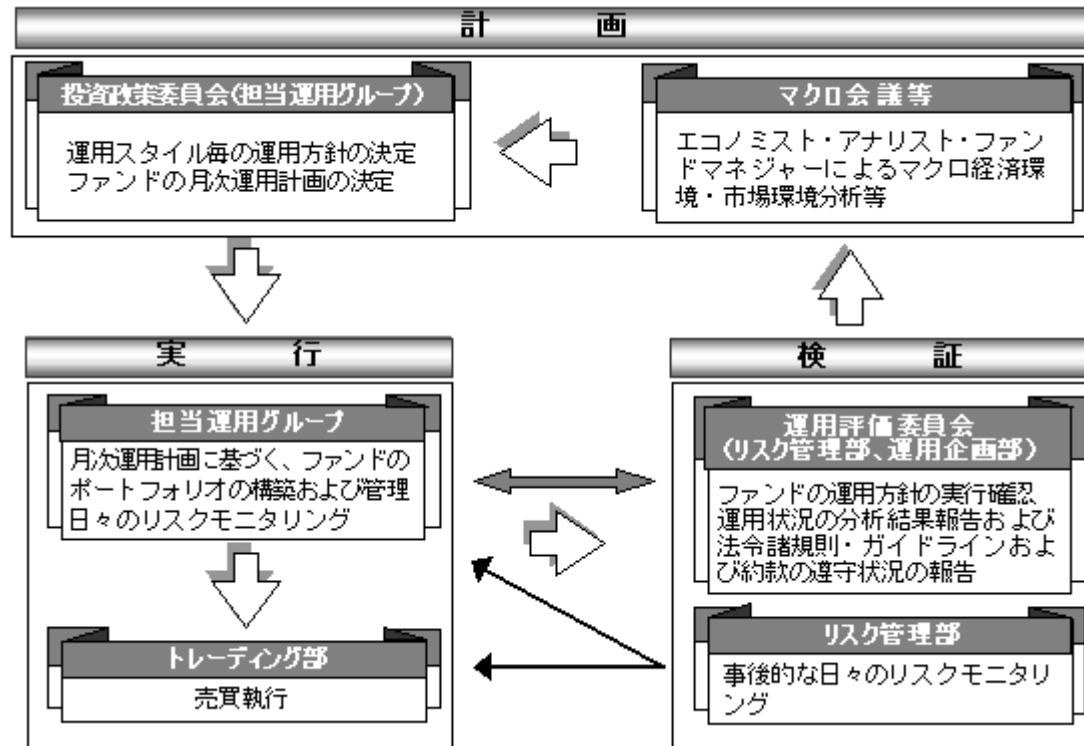 計 画
投資政策委員会(担当運用グループ)
運用スタイル毎の運用方針の決定
ファンドの月次運用計画の決定
マクロ会議等
エコノミスト・アナリスト・ファン
ドマネジャーによるマクロ経済環
境・市場環境分析等
実 行
担当運用グループ
月次運用計画に基づく、ファンドの
ポートフォリオの構築および管理
日々のリスクモニタリング
トレーディング部
売買執行
検 証
運用評価委員会
(リスク管理部、運用企画部)
ファンドの運用方針の実行確認
運用状況の分析結果報告および
法令諸規則・ガイドラインおよ
び約款の遵守状況の報告
リスク管理部
事後的な日々のリスクモニタリ
ング